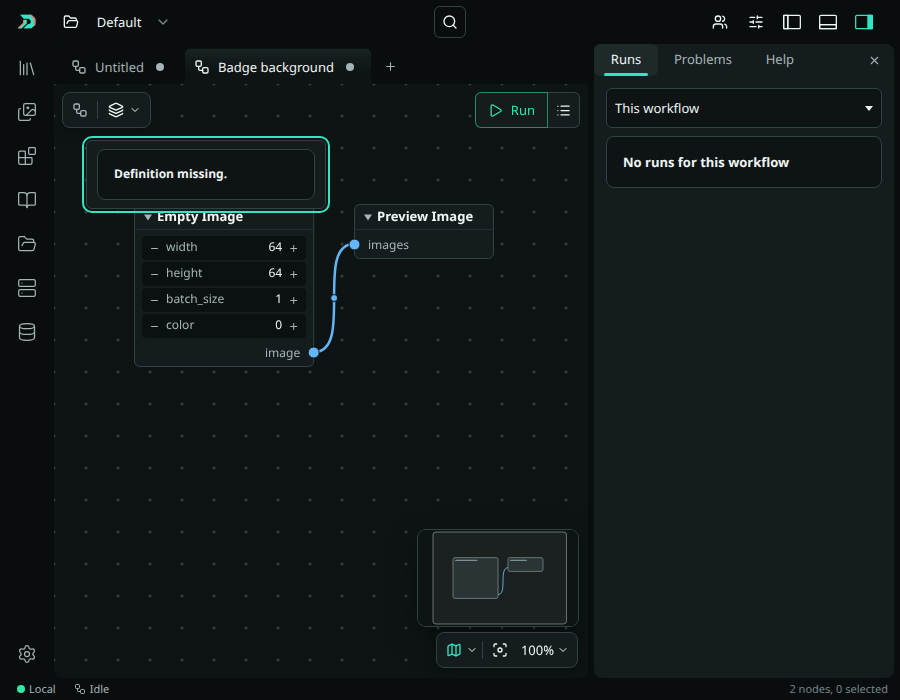 Default
Untitled
Badge background
Runs
Problems
Help
Run
This workflow
No runs for this workflow
Definition missing.
Empty Image
width 64
height 64
batch_size 1
color 0
image
Preview Image
images
100%
Local
Idle
2 nodes, 0 selected